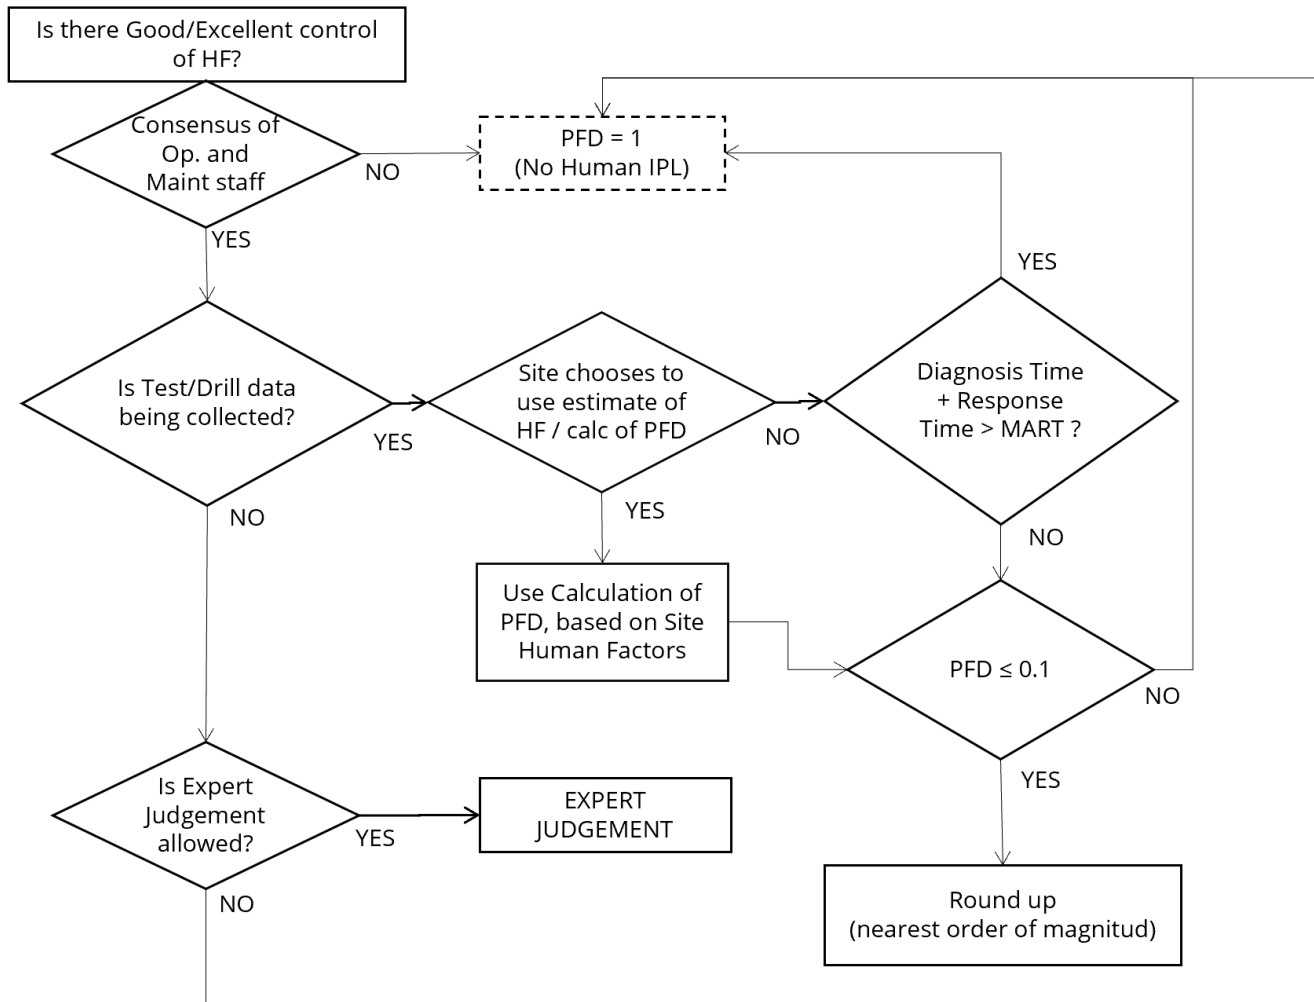 Is there Good/Excellent control
of HF?
Consensus of
Op. and
Maint staff
NO
YES
PFD = 1
(No Human IPL)
YES
Is Test/Drill data
being collected?
YES
NO
Site chooses to
use estimate of
HF / calc of PFD
NO
YES
Diagnosis Time
+ Response
Time > MART ?
NO
Use Calculation of
PFD, based on Site
Human Factors
PFD ≤ 0.1
NO
YES
Is Expert
Judgement
allowed?
YES
NO
EXPERT
JUDGEMENT
Round up
(nearest order of magnitud)